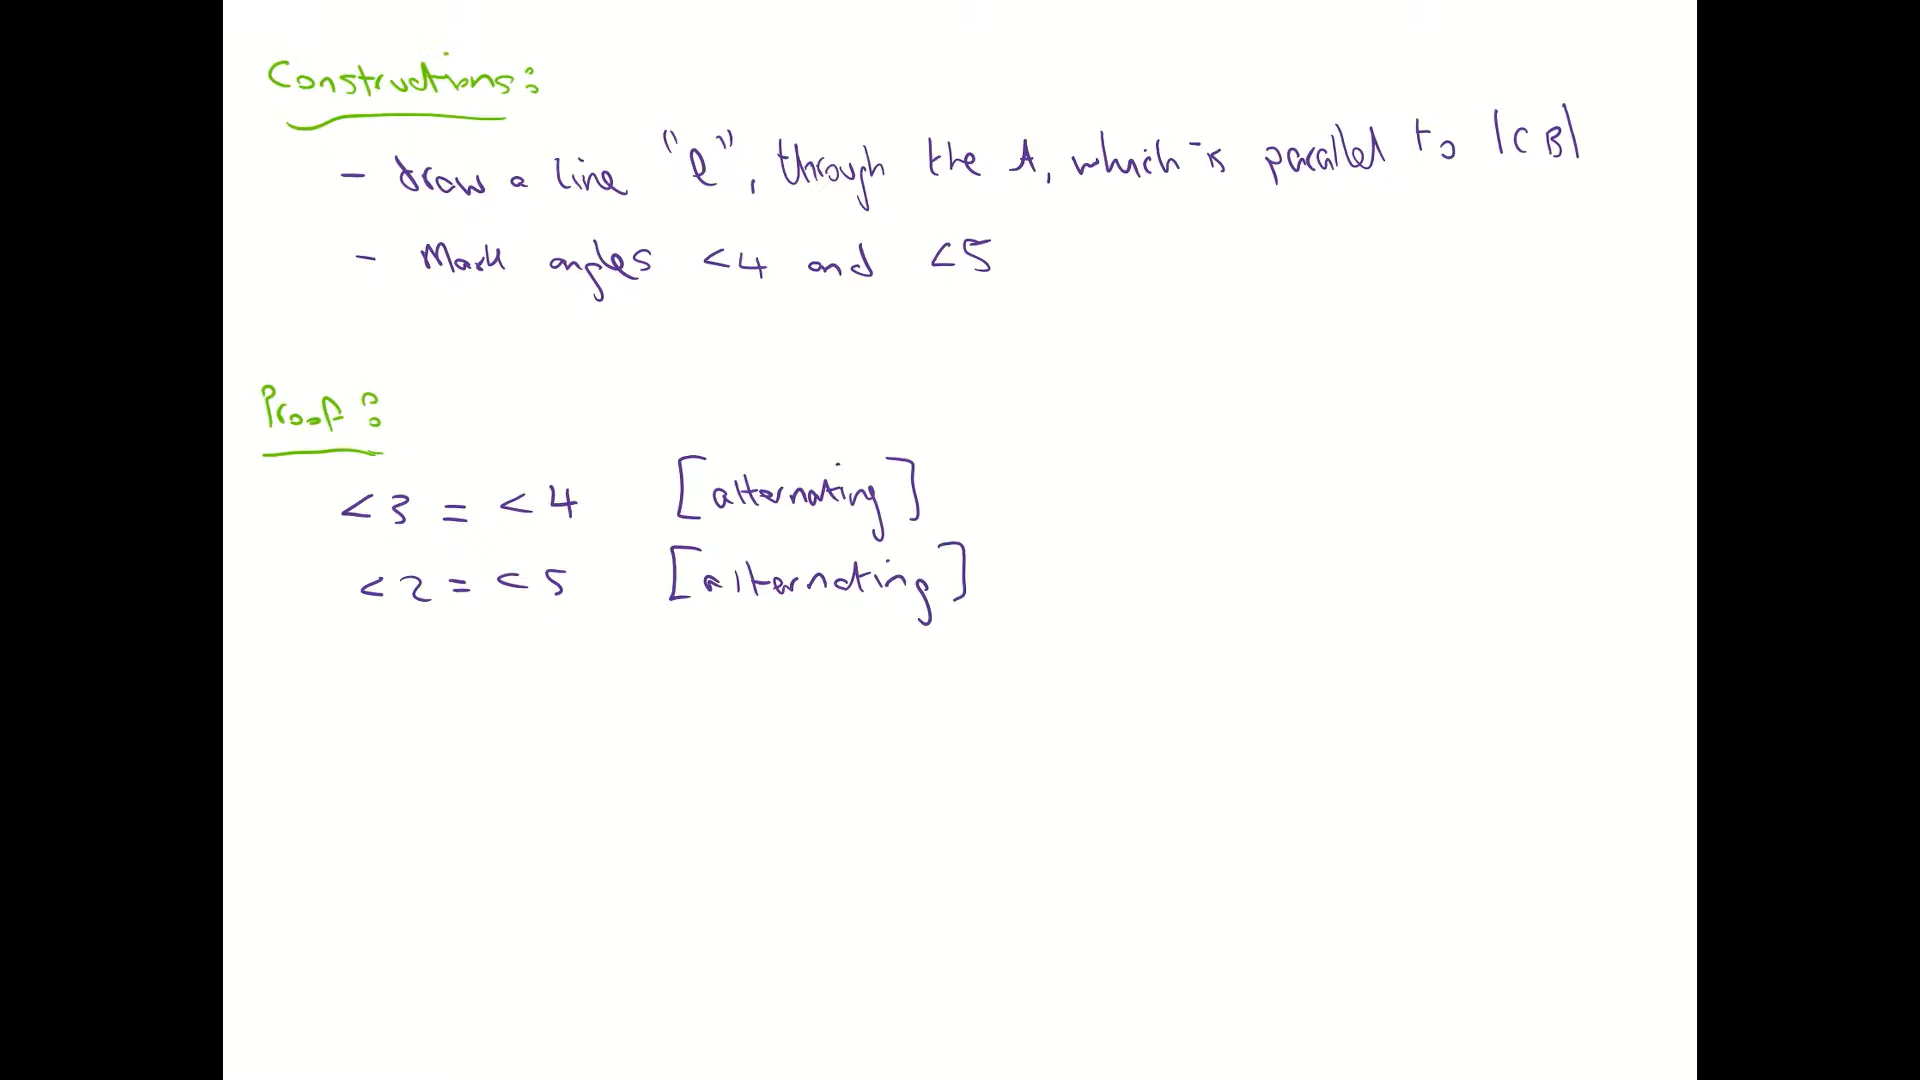 Constructions:
- draw a line "l", through the A, which is parallel to |CB|
- Mark angles <4 and <5
Proof:
<3 = <4 [alternating]
<2 = <5 [alternating]